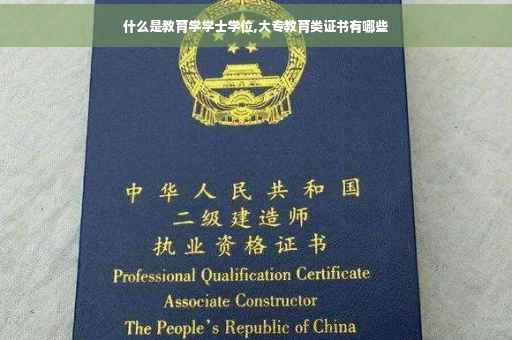 什么是教育学学士学位,大专教育类证书有哪些
中华人民共和国
二级建造师
执业资格证书
Professional Qualification Certificate
Associate Constructor
The People's Republic of China